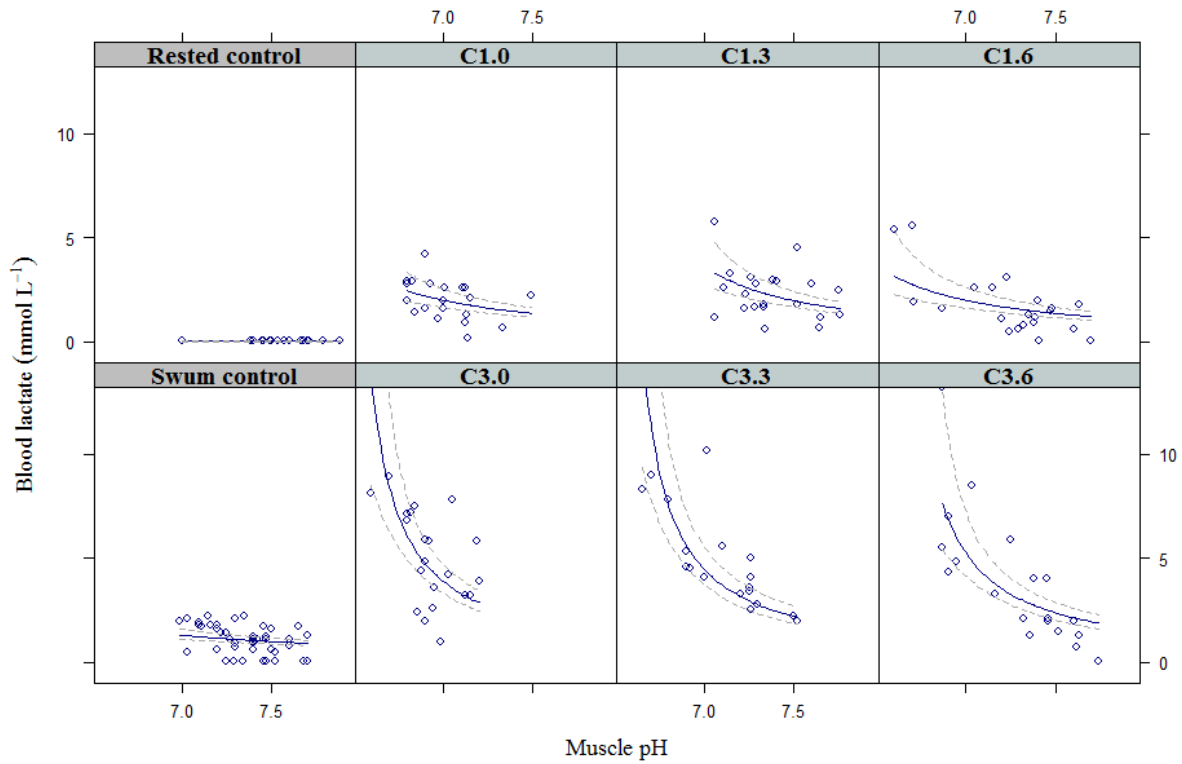 7.0 7.5 7.0 7.5
Rested control C1.0 C1.3 C1.6
10
5
0
Swum control C3.0 C3.3 C3.6
10
5
0
7.0 7.5 7.0 7.5
Blood lactate (mmol L⁻¹)
Muscle pH